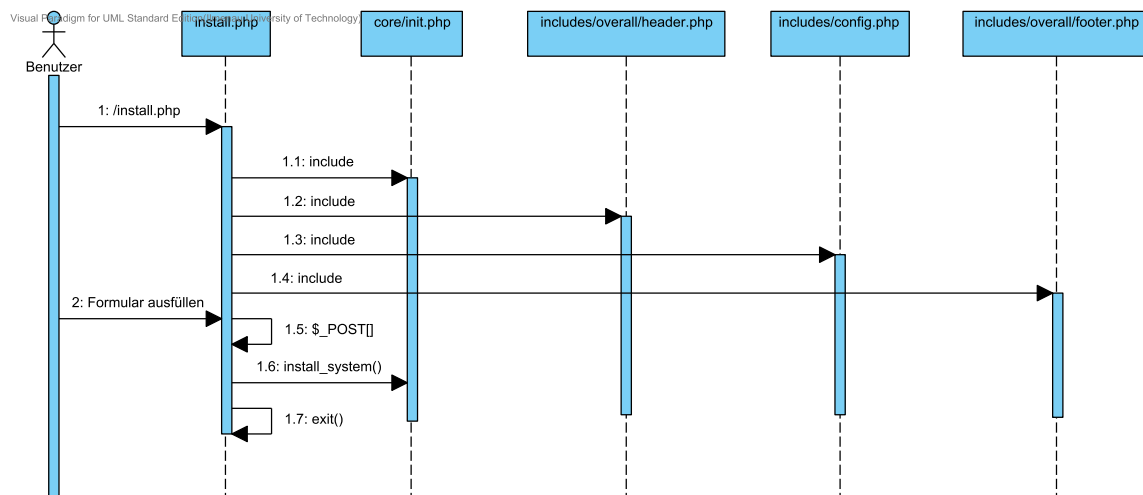 Visual Paradigm for UML Standard Edition(Ilmenau University of Technology)
install.php
core/init.php
includes/overall/header.php
includes/config.php
includes/overall/footer.php
Benutzer
1: /install.php
1.1: include
1.2: include
1.3: include
1.4: include
2: Formular ausfüllen
1.5: $_POST[]
1.6: install_system()
1.7: exit()